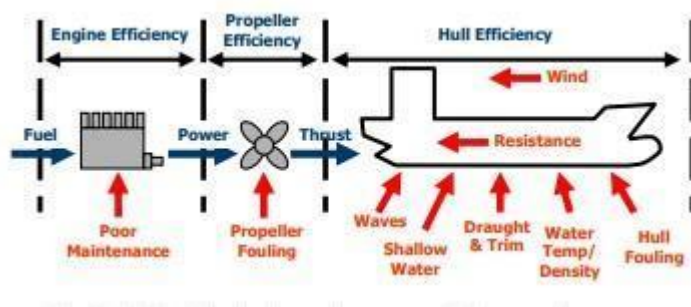 Engine Efficiency
Propeller
Efficiency
Hull Efficiency
Wind
Fuel
Power
Thrust
Resistance
Poor
Maintenance
Propeller
Fouling
Waves
Shallow
Water
Draught
& Trim
Water
Temp/
Density
Hull
Fouling